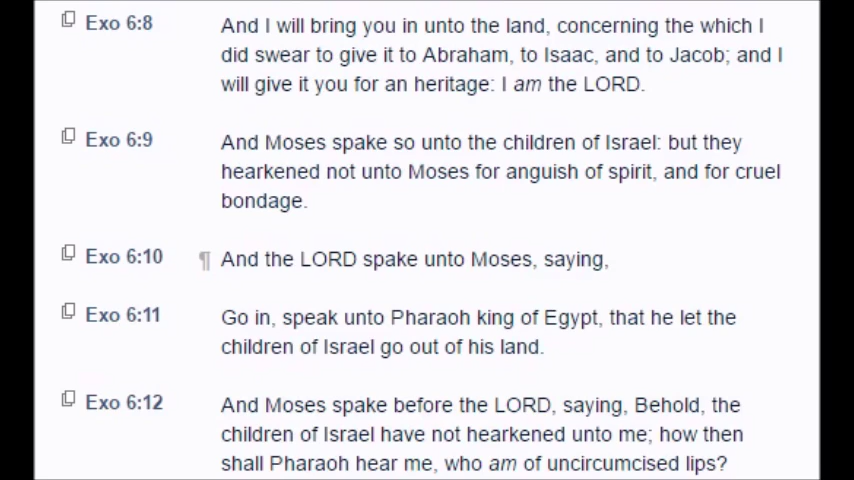 Exo 6:8 And I will bring you in unto the land, concerning the which I
did swear to give it to Abraham, to Isaac, and to Jacob; and I
will give it you for an heritage: I am the LORD.
Exo 6:9 And Moses spake so unto the children of Israel: but they
hearkened not unto Moses for anguish of spirit, and for cruel
bondage.
Exo 6:10 ¶ And the LORD spake unto Moses, saying,
Exo 6:11 Go in, speak unto Pharaoh king of Egypt, that he let the
children of Israel go out of his land.
Exo 6:12 And Moses spake before the LORD, saying, Behold, the
children of Israel have not hearkened unto me; how then
shall Pharaoh hear me, who am of uncircumcised lips?